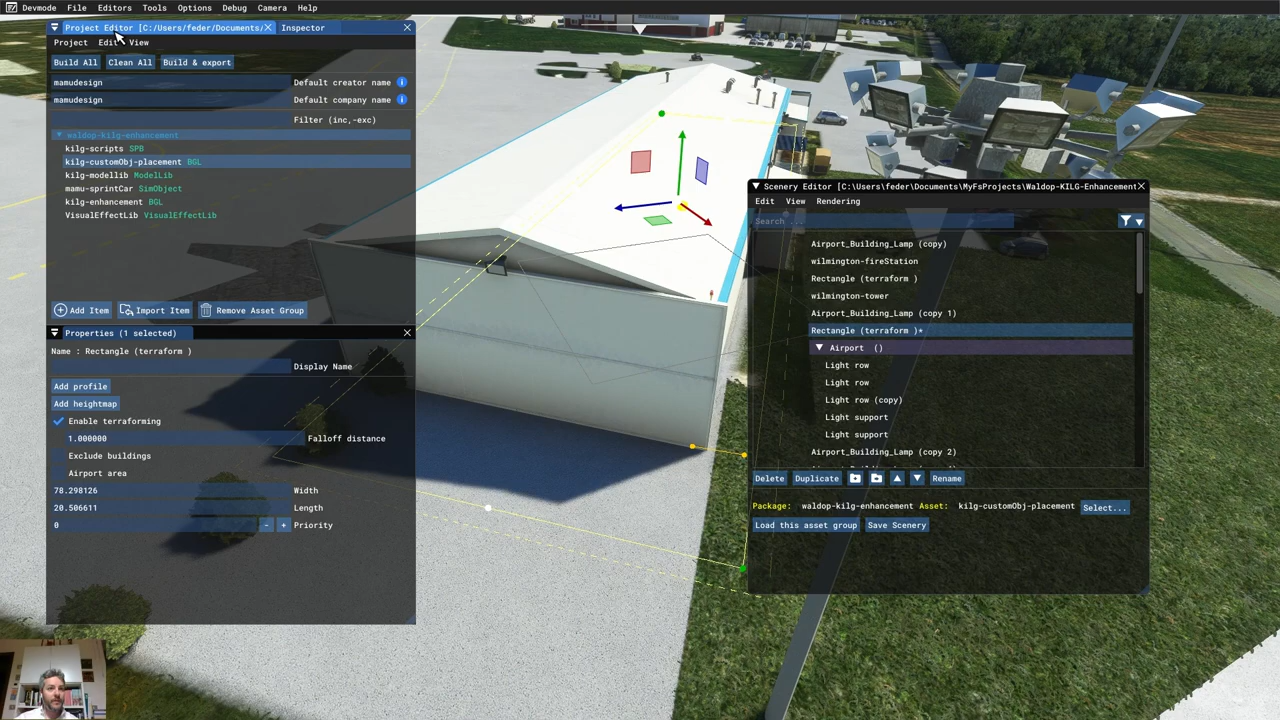 Devmode File Editors Tools Options Debug Camera Help
Project Editor [C:/Users/feder/Documents/ Inspector
Project Edit View
Build All Clean All Build & export
mamudesign Default creator name
mamudesign Default company name
Filter (inc,-exc)
waldop-kilg-enhancement
kilg-scripts SPB
kilg-customObj-placement BGL
kilg-modellib ModelLib
mamu-sprintCar SimObject
kilg-enhancement BGL
VisualEffectLib VisualEffectLib
Add Item Import Item Remove Asset Group
Properties (1 selected)
Name : Rectangle (terraform )
Display Name
Add profile
Add heightmap
Enable terraforming
1.000000 Falloff distance
Exclude buildings
Airport area
78.298126 Width
20.506611 Length
0 - + Priority
Scenery Editor [C:\Users\feder\Documents\MyFsProjects\Waldop-KILG-Enhancement
Edit View Rendering
Search ...
Airport_Building_Lamp (copy)
wilmington-fireStation
Rectangle (terraform )
wilmington-tower
Airport_Building_Lamp (copy 1)
Rectangle (terraform )*
Airport ()
Light row
Light row
Light row (copy)
Light support
Light support
Airport_Building_Lamp (copy 2)
Delete Duplicate Rename
Package: waldop-kilg-enhancement Asset: kilg-customObj-placement Select...
Load this asset group Save Scenery